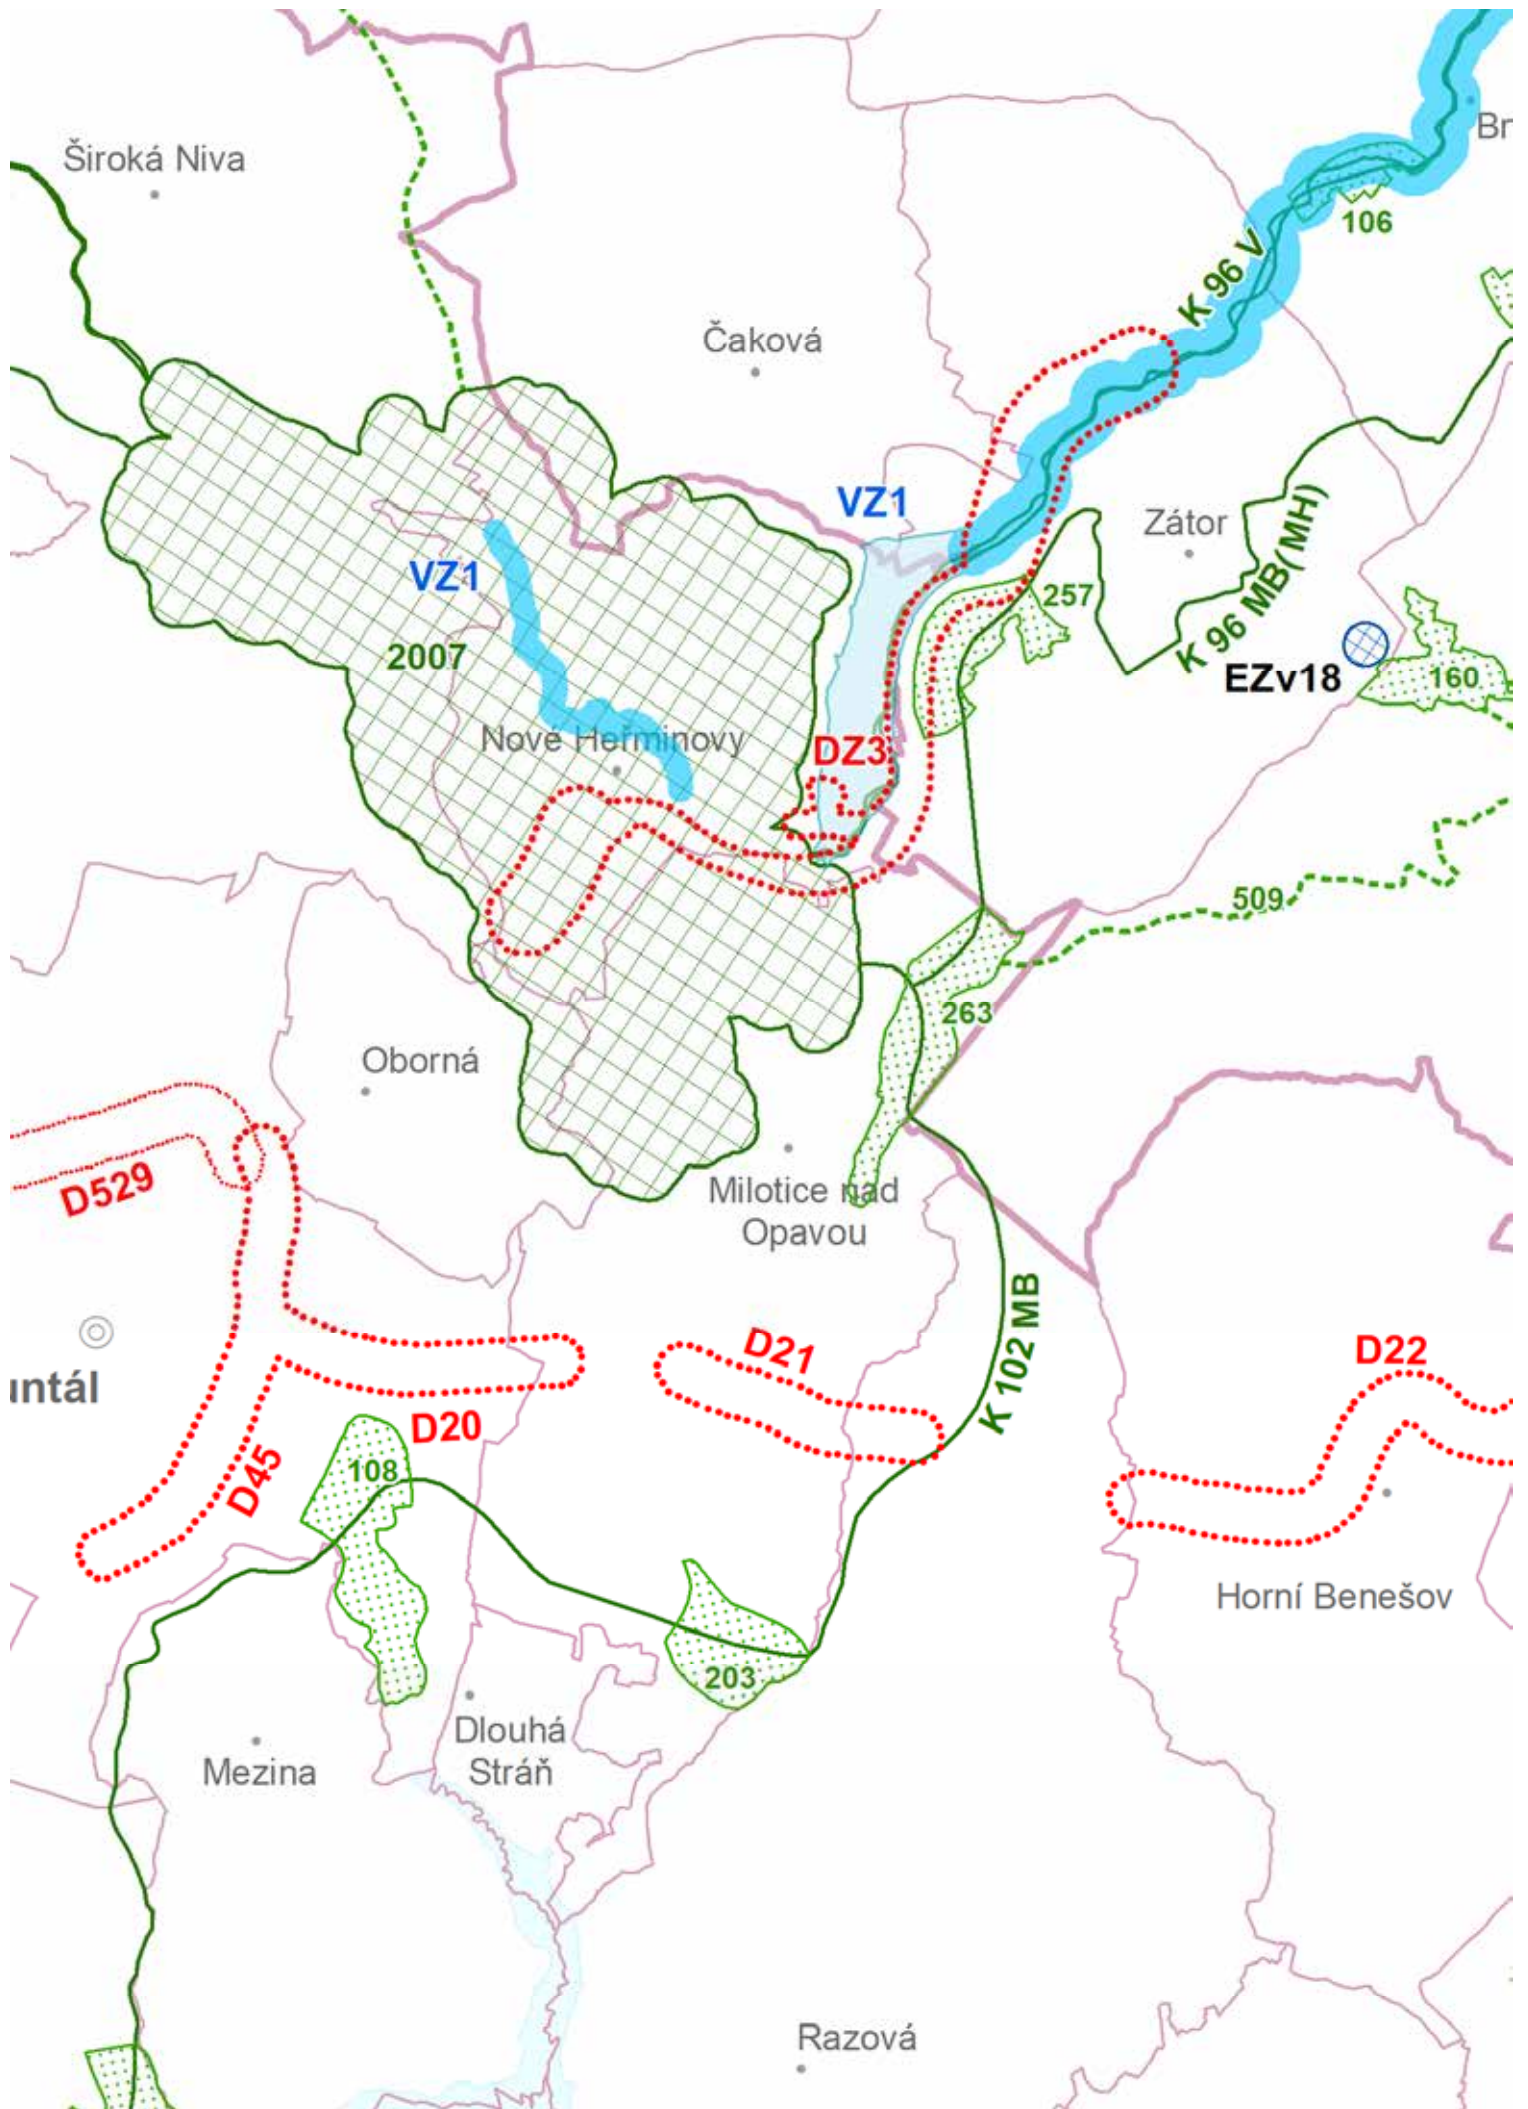 Široká Niva
Br
106
K 96 V
Čaková
VZ1
Zátor
VZ1
257
K 96 MB(MH)
2007
EZv18
160
Nové Heřminovy
DZ3
509
263
Oborná
D529
Milotice nad
Opavou
K 102 MB
D21
D22
untál
D20
108
D45
Horní Benešov
203
Dlouhá
Stráň
Mezina
Razová